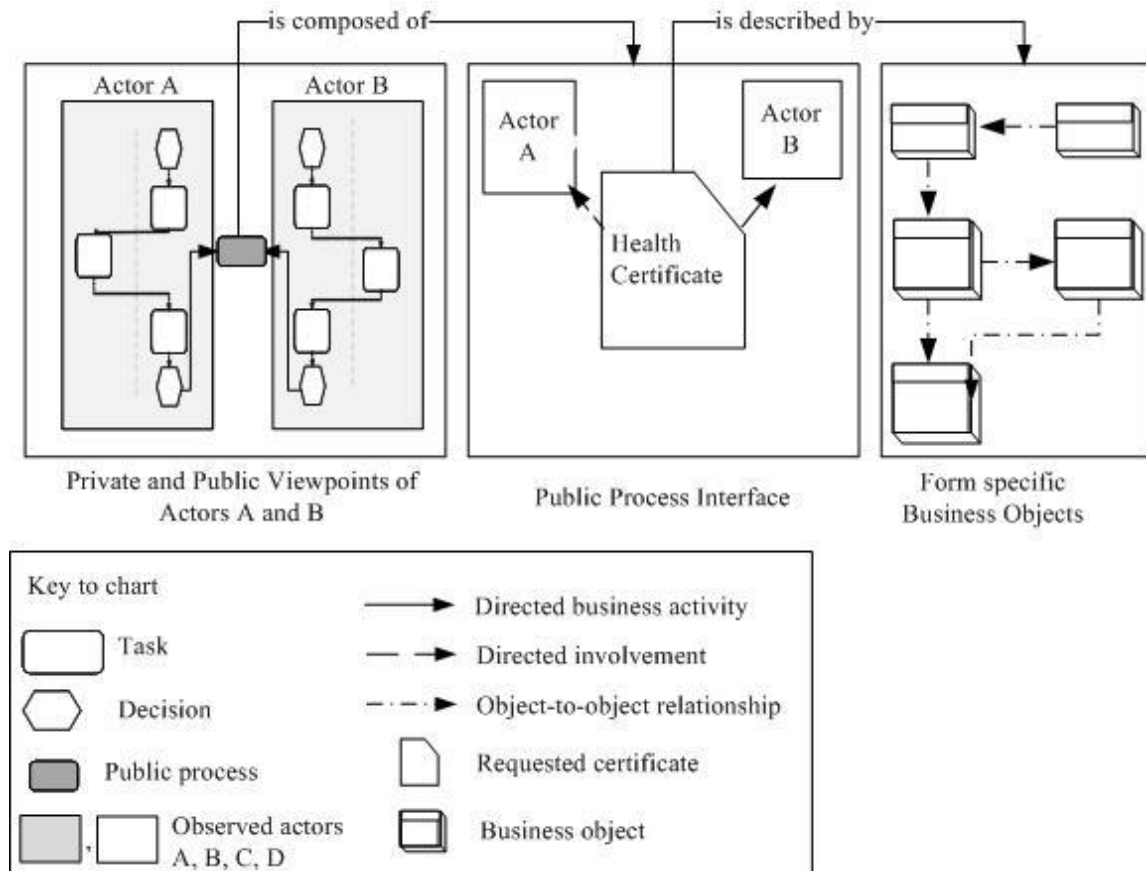 is composed of
is described by
Actor A
Actor B
Actor
A
Actor
B
Health
Certificate
Private and Public Viewpoints of
Actors A and B
Public Process Interface
Form specific
Business Objects
Key to chart
Task
Decision
Public process
, Observed actors
A, B, C, D
Directed business activity
Directed involvement
Object-to-object relationship
Requested certificate
Business object